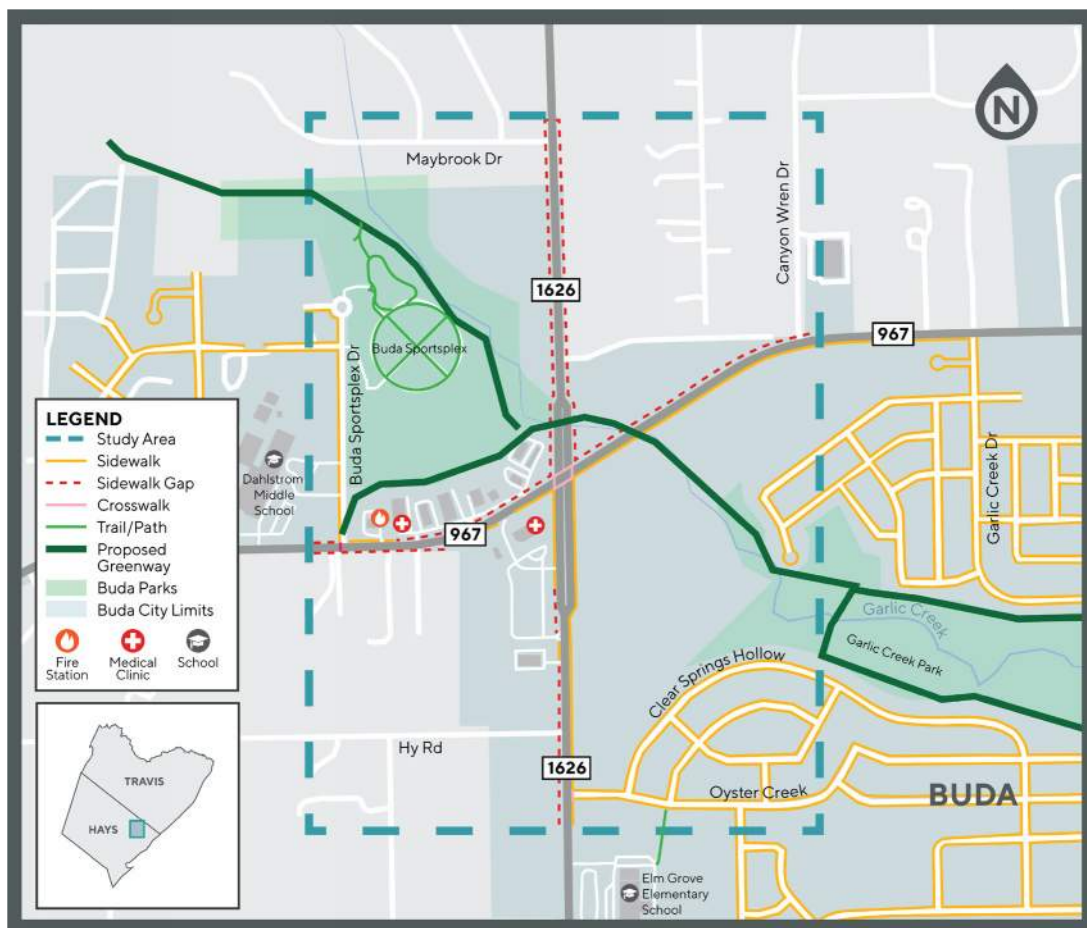 N
Maybrook Dr
Canyon Wren Dr
1626
967
Buda Sportsplex
Buda Sportsplex Dr
Garlic Creek Dr
LEGEND
Study Area
Sidewalk
Sidewalk Gap
Crosswalk
Trail/Path
Proposed
Greenway
Buda Parks
Buda City Limits
Fire
Station
Medical
Clinic
School
Dahlstrom
Middle
School
967
Garlic Creek
Garlic Creek Park
Clear Springs Hollow
Hy Rd
1626
Oyster Creek
BUDA
TRAVIS
HAYS
Elm Grove
Elementary
School